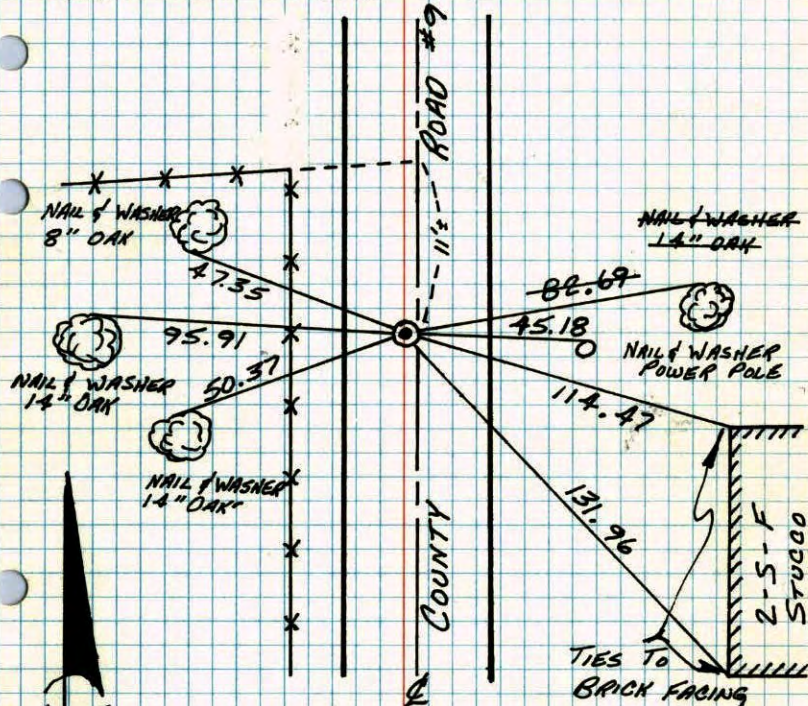 ROAD #9
11'±
NAIL & WASHER
8" OAK
47.35
NAIL & WASHER
14" OAK
82.69
95.91
45.18
NAIL & WASHER
POWER POLE
NAIL & WASHER
14" OAK
50.37
114.47
NAIL & WASHER
14" OAK
131.96
COUNTY
2-S-F
STUCCO
TIES TO
BRICK FACING
℄